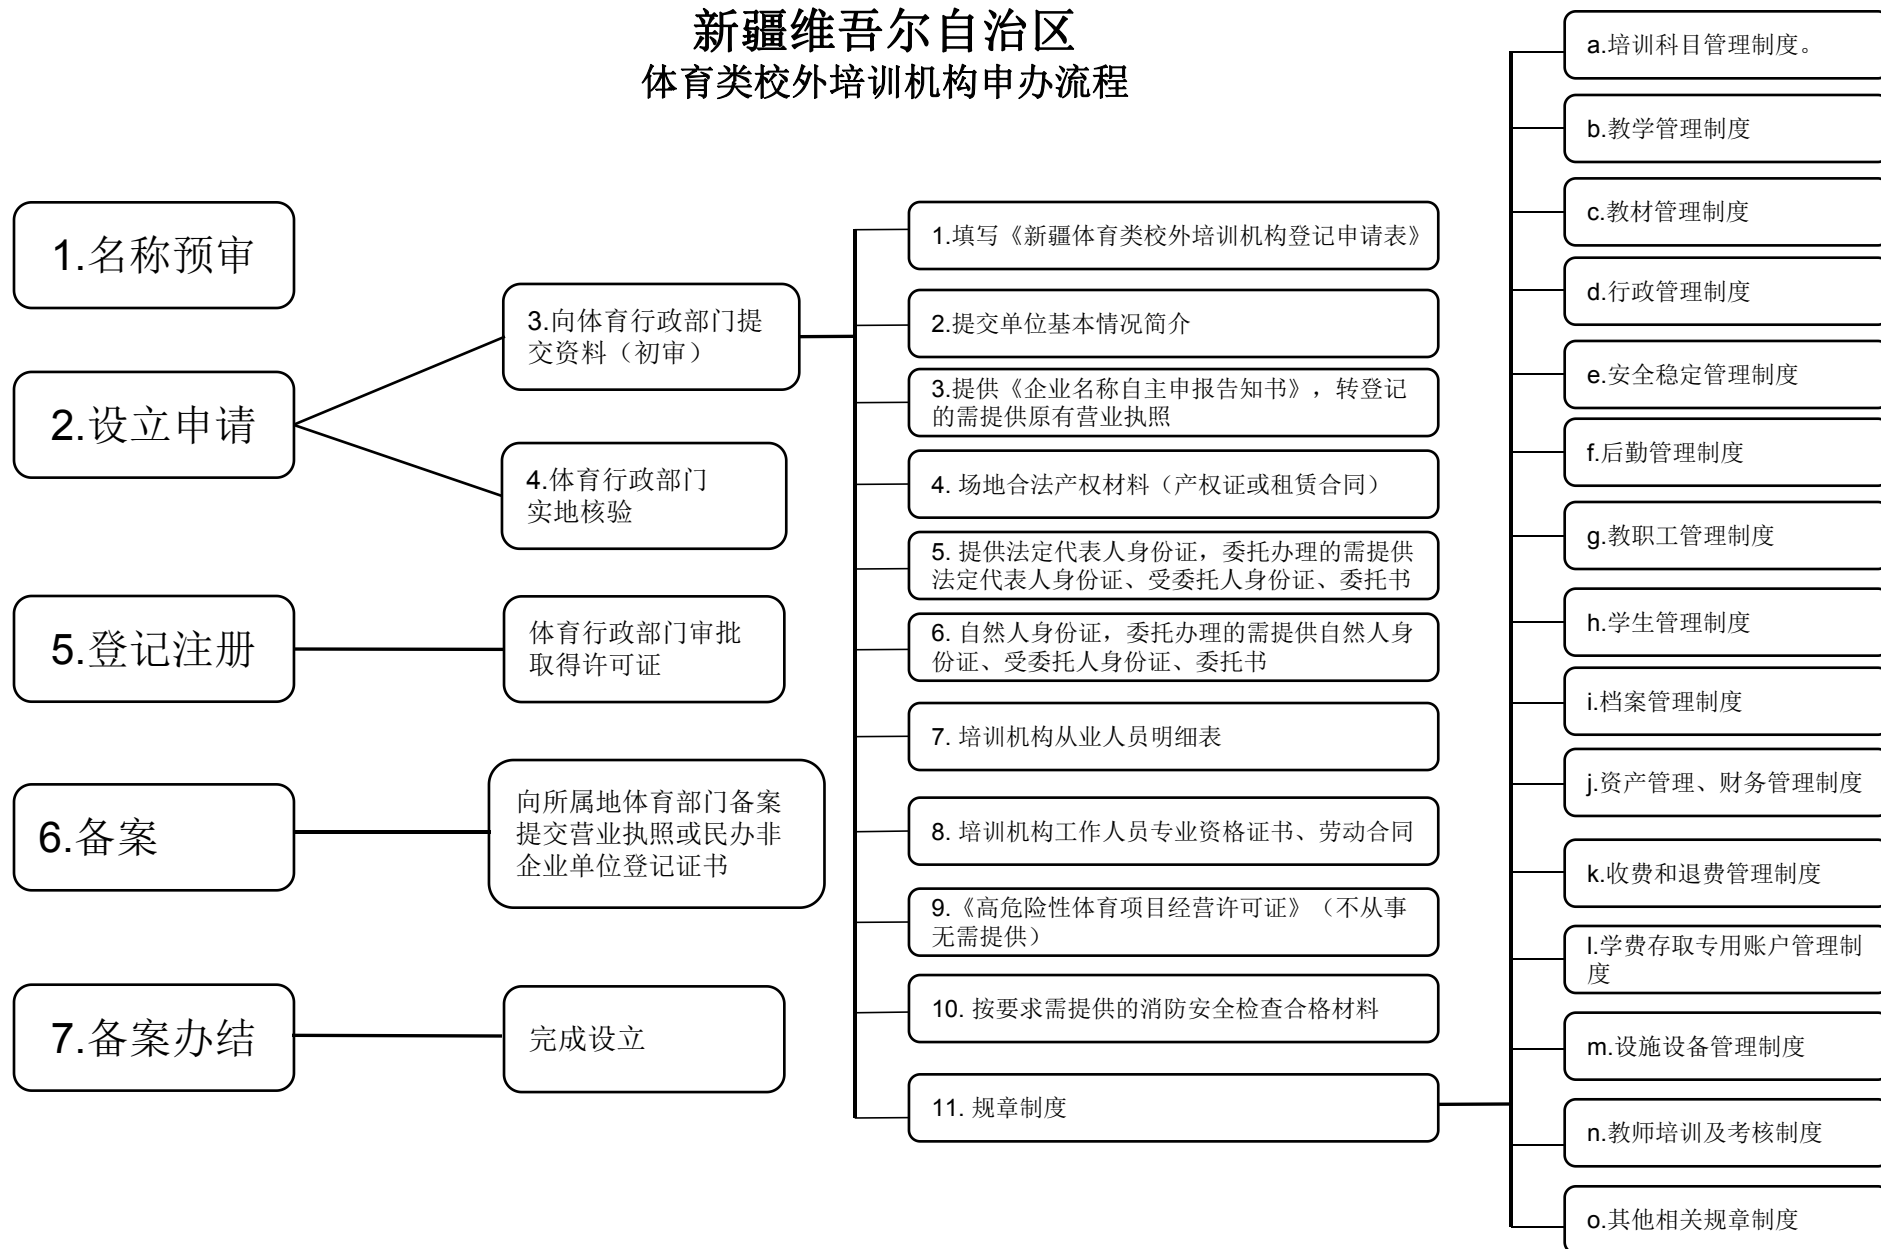 新疆维吾尔自治区
体育类校外培训机构申办流程
1.名称预审
2.设立申请
3.向体育行政部门提
交资料（初审）
4.体育行政部门
实地核验
5.登记注册
体育行政部门审批
取得许可证
6.备案
向所属地体育部门备案
提交营业执照或民办非
企业单位登记证书
7.备案办结
完成设立
1.填写《新疆体育类校外培训机构登记申请表》
2.提交单位基本情况简介
3.提供《企业名称自主申报告知书》，转登记
的需提供原有营业执照
4. 场地合法产权材料（产权证或租赁合同）
5. 提供法定代表人身份证，委托办理的需提供
法定代表人身份证、受委托人身份证、委托书
6. 自然人身份证，委托办理的需提供自然人身
份证、受委托人身份证、委托书
7. 培训机构从业人员明细表
8. 培训机构工作人员专业资格证书、劳动合同
9.《高危险性体育项目经营许可证》（不从事
无需提供）
10. 按要求需提供的消防安全检查合格材料
11. 规章制度
a.培训科目管理制度。
b.教学管理制度
c.教材管理制度
d.行政管理制度
e.安全稳定管理制度
f.后勤管理制度
g.教职工管理制度
h.学生管理制度
i.档案管理制度
j.资产管理、财务管理制度
k.收费和退费管理制度
l.学费存取专用账户管理制
度
m.设施设备管理制度
n.教师培训及考核制度
o.其他相关规章制度